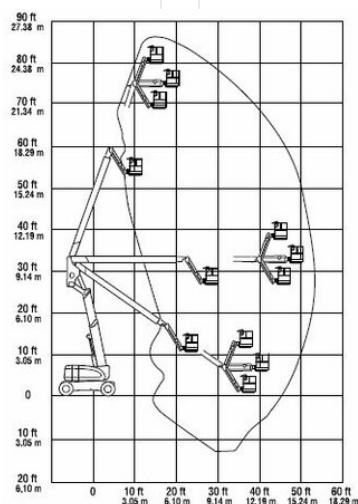 90 ft
27.38 m
80 ft
24.38 m
70 ft
21.34 m
60 ft
18.29 m
50 ft
15.24 m
40 ft
12.19 m
30 ft
9.14 m
20 ft
6.10 m
10 ft
3.05 m
0
10 ft
3.05 m
20 ft
6.10 m
0 10 ft 20 ft 30 ft 40 ft 50 ft 60 ft
3.05 m 6.10 m 9.14 m 12.19 m 15.24 m 18.29 m